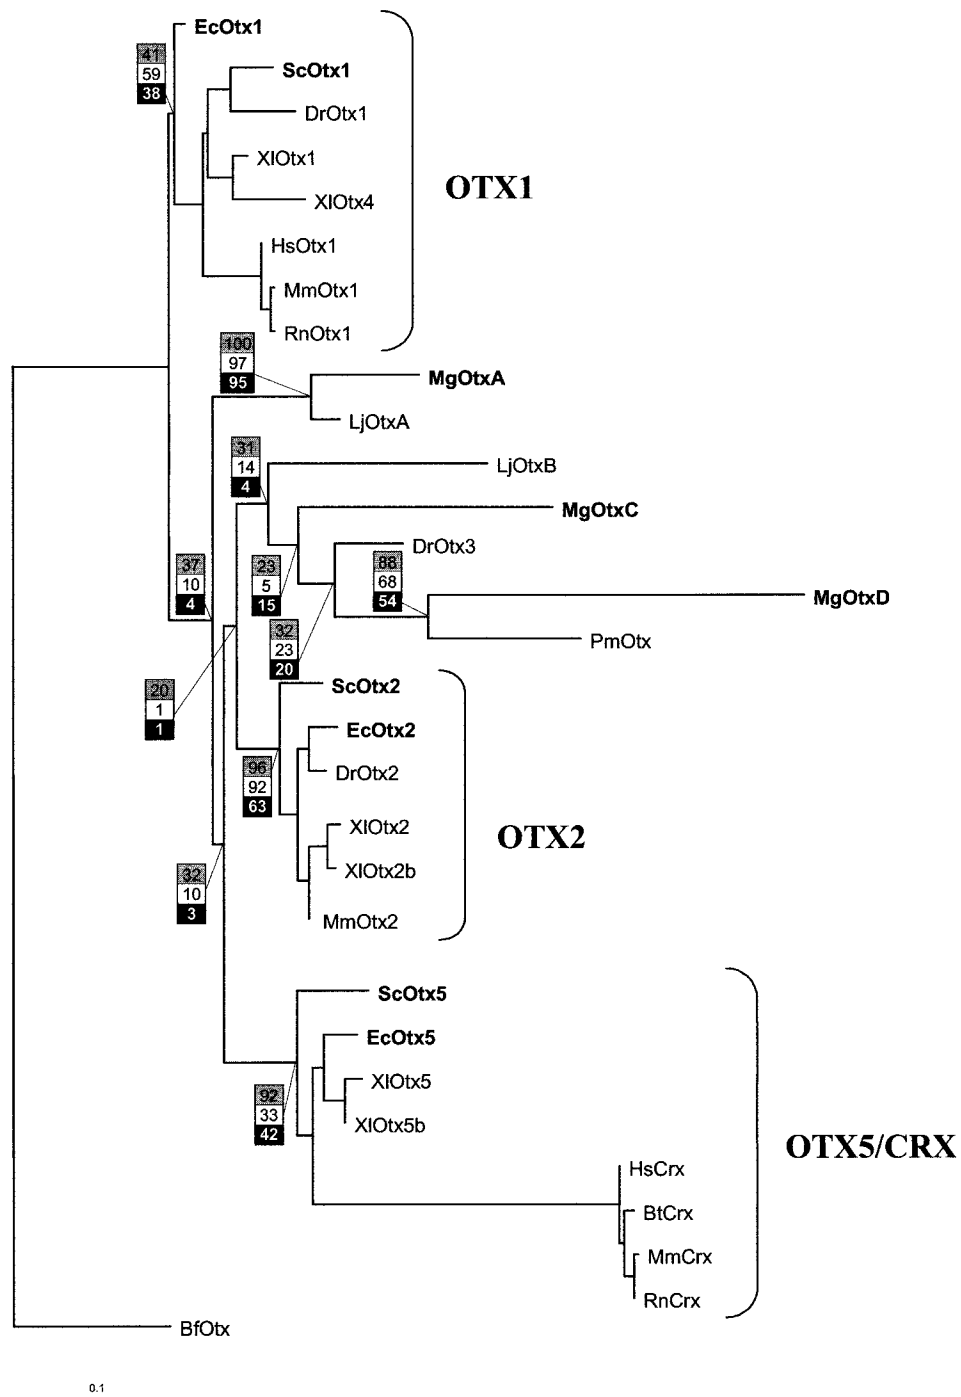 EcOtx1
41
59
38
ScOtx1
DrOtx1
XlOtx1
OTX1
XlOtx4
HsOtx1
MmOtx1
RnOtx1
100
97
95
MgOtxA
LjOtxA
31
14
4
LjOtxB
MgOtxC
DrOtx3
37
10
4
23
5
15
88
68
54
MgOtxD
32
23
20
PmOtx
20
1
1
ScOtx2
EcOtx2
96
92
63
DrOtx2
XlOtx2
OTX2
XlOtx2b
32
10
3
MmOtx2
ScOtx5
EcOtx5
XlOtx5
92
33
42
XlOtx5b
OTX5/CRX
HsCrx
BtCrx
MmCrx
RnCrx
BfOtx
0.1